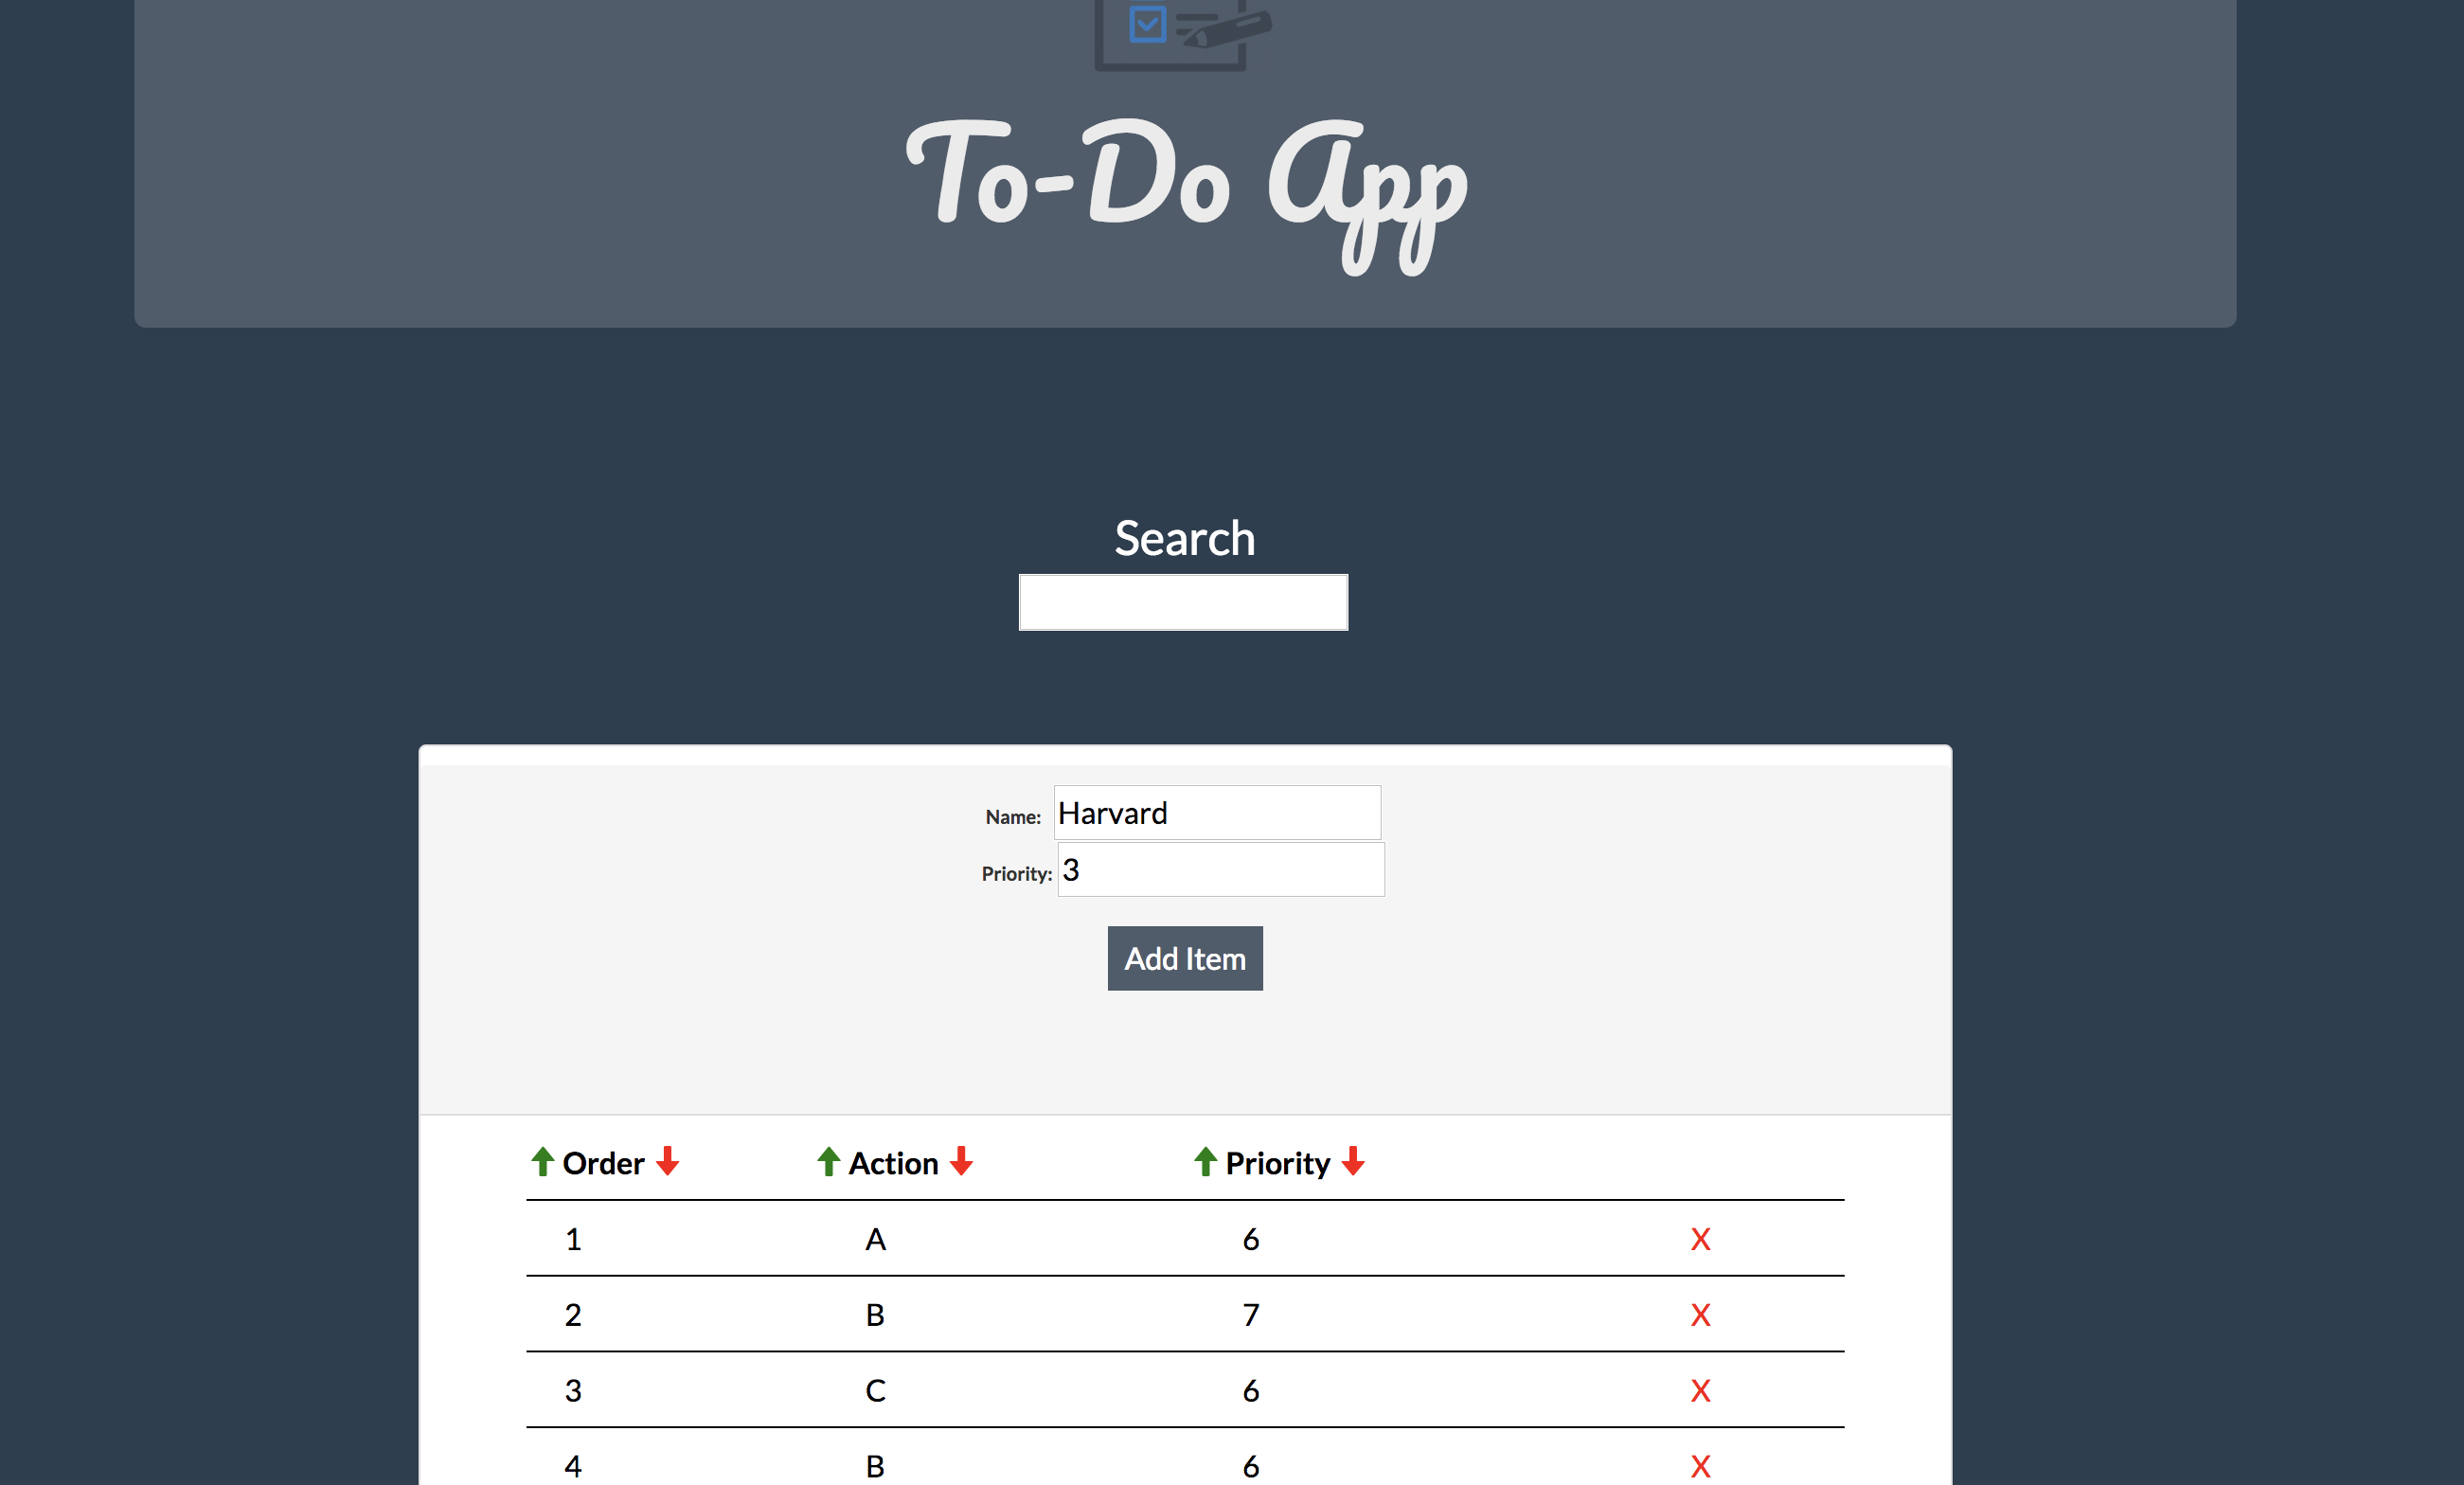 To-Do App
Search
Name: Harvard
Priority: 3
Add Item
Order Action Priority
1 A 6 X
2 B 7 X
3 C 6 X
4 B 6 X